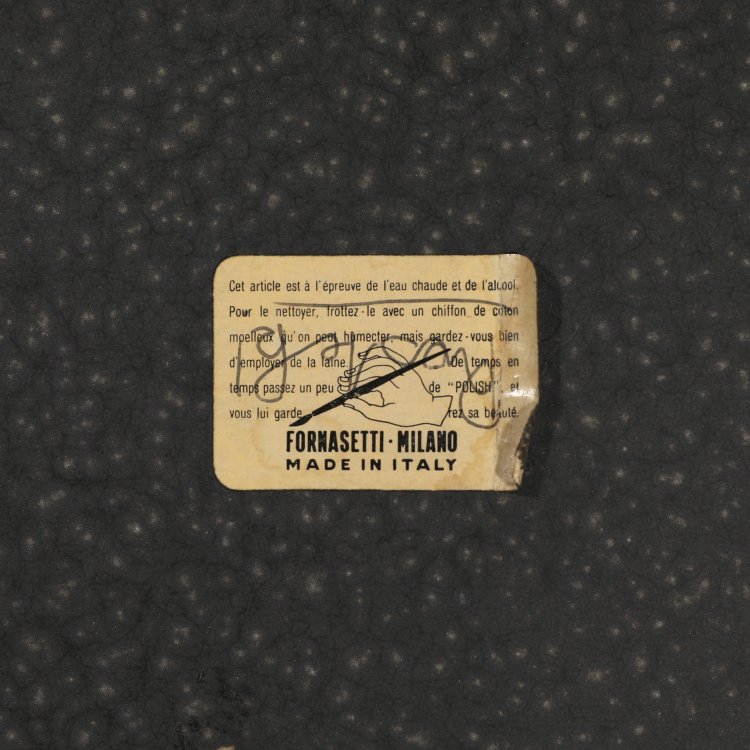 Cet article est à l'épreuve de l'eau chaude et de l'alcool.
Pour le nettoyer, frottez-le avec un chiffon de coton
moelleux qu'on peut humecter, mais gardez-vous bien
d'employer de la laine. De temps en
temps passez un peu de "POLISH", et
vous lui garderez sa beauté.
FORNASETTI·MILANO
MADE IN ITALY